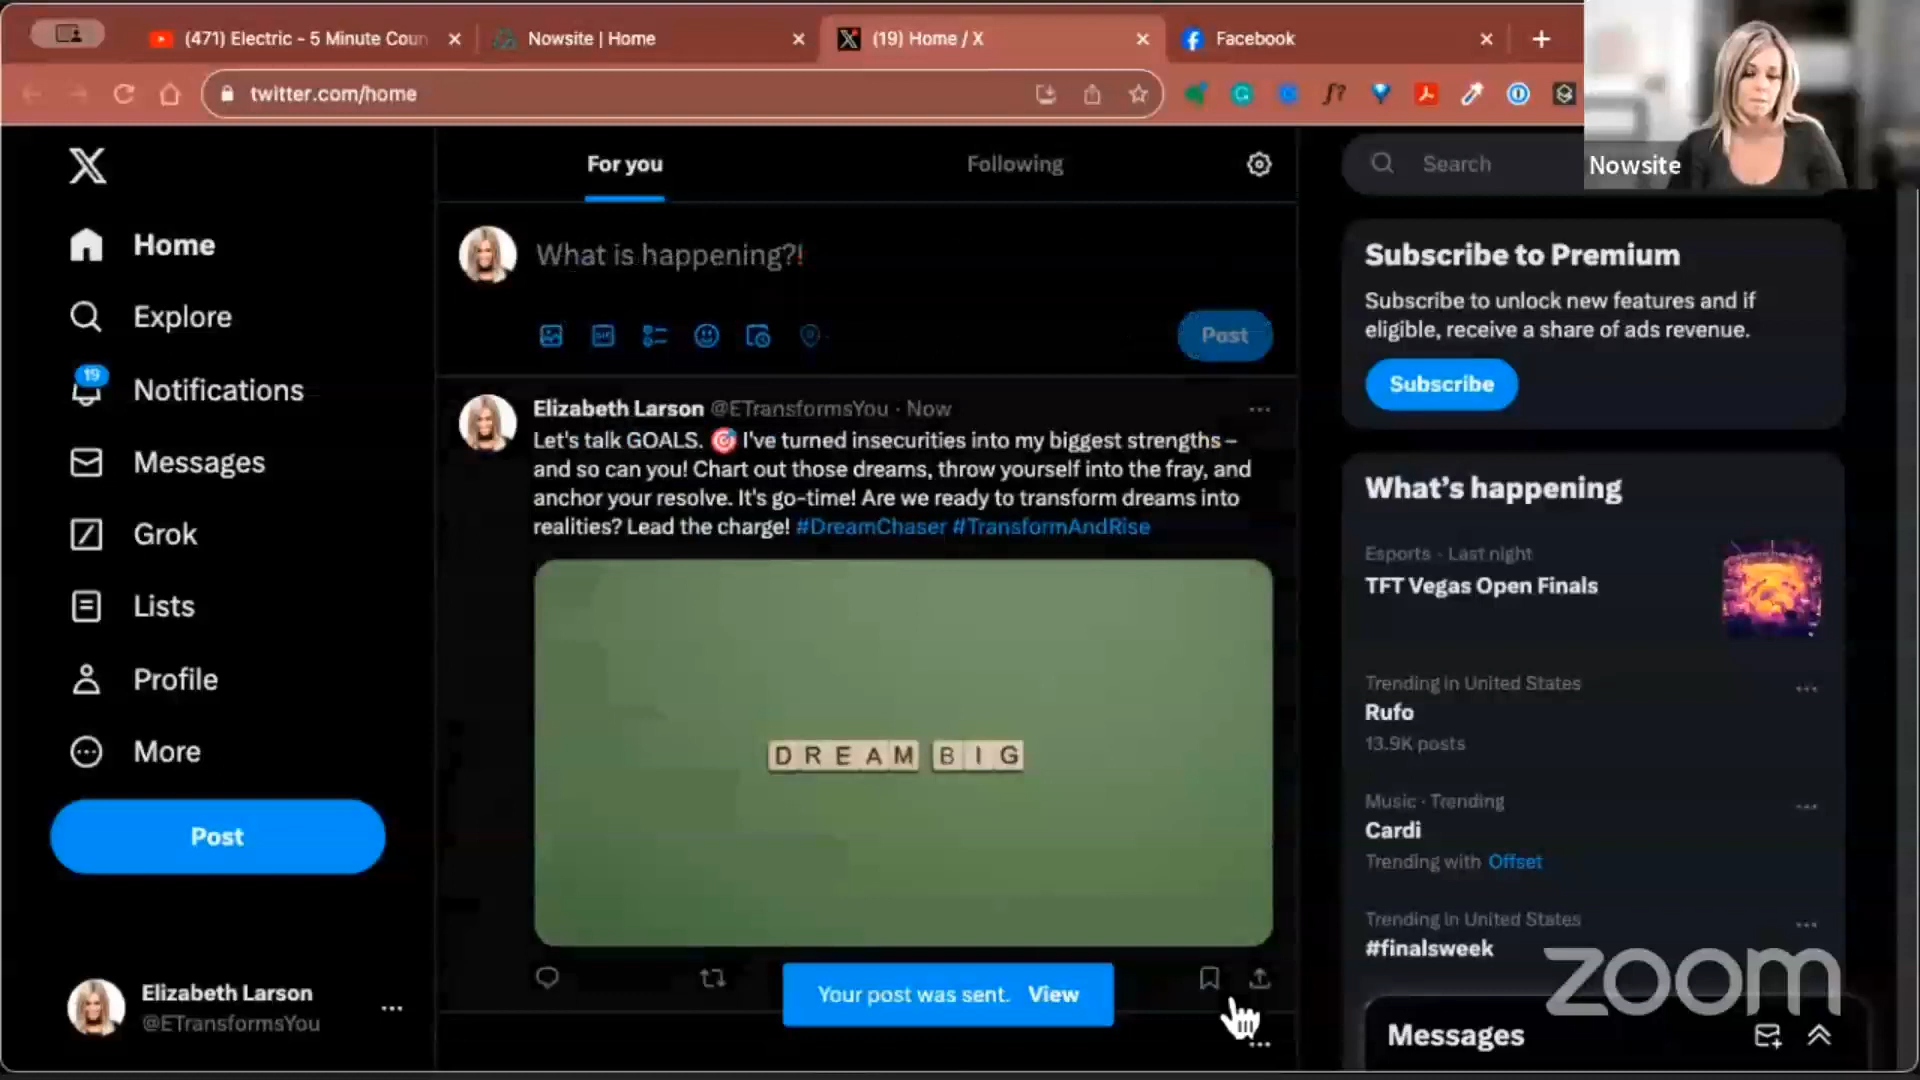 (471) Electric - 5 Minute Coun
Nowsite | Home
(19) Home / X
Facebook
twitter.com/home
Nowsite
For you
Following
Search
Home
Explore
19
Notifications
Messages
Grok
Lists
Profile
More
Post
Elizabeth Larson
@ETransformsYou
What is happening?!
GIF
Post
Elizabeth Larson @ETransformsYou · Now
Let's talk GOALS. 🎯 I've turned insecurities into my biggest strengths –
and so can you! Chart out those dreams, throw yourself into the fray, and
anchor your resolve. It's go-time! Are we ready to transform dreams into
realities? Lead the charge! #DreamChaser #TransformAndRise
DREAM BIG
Your post was sent. View
Subscribe to Premium
Subscribe to unlock new features and if
eligible, receive a share of ads revenue.
Subscribe
What's happening
Esports · Last night
TFT Vegas Open Finals
Trending in United States
Rufo
13.9K posts
Music · Trending
Cardi
Trending with Offset
Trending in United States
#finalsweek
zoom
Messages